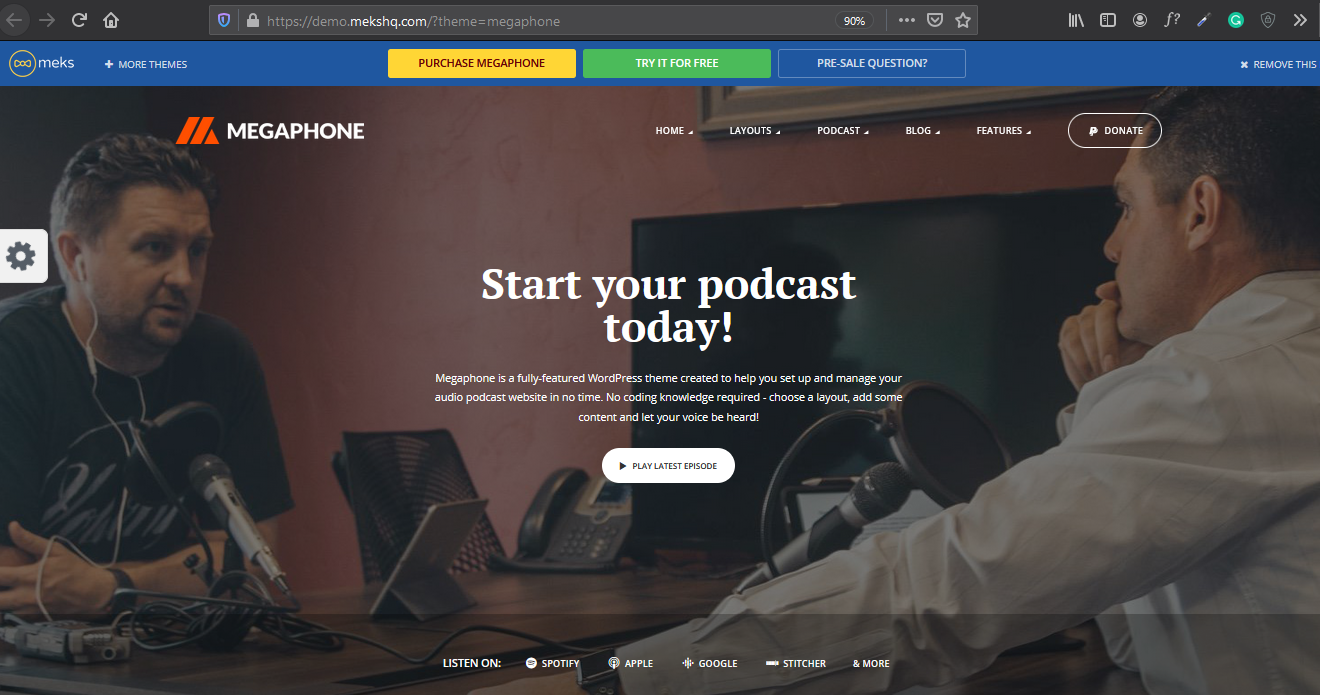 https://demo.mekshq.com/?theme=megaphone
90%
meks
MORE THEMES
PURCHASE MEGAPHONE
TRY IT FOR FREE
PRE-SALE QUESTION?
REMOVE THIS
MEGAPHONE
HOME
LAYOUTS
PODCAST
BLOG
FEATURES
DONATE
Start your podcast
today!
Megaphone is a fully-featured WordPress theme created to help you set up and manage your
audio podcast website in no time. No coding knowledge required - choose a layout, add some
content and let your voice be heard!
PLAY LATEST EPISODE
LISTEN ON:
SPOTIFY
APPLE
GOOGLE
STITCHER
& MORE